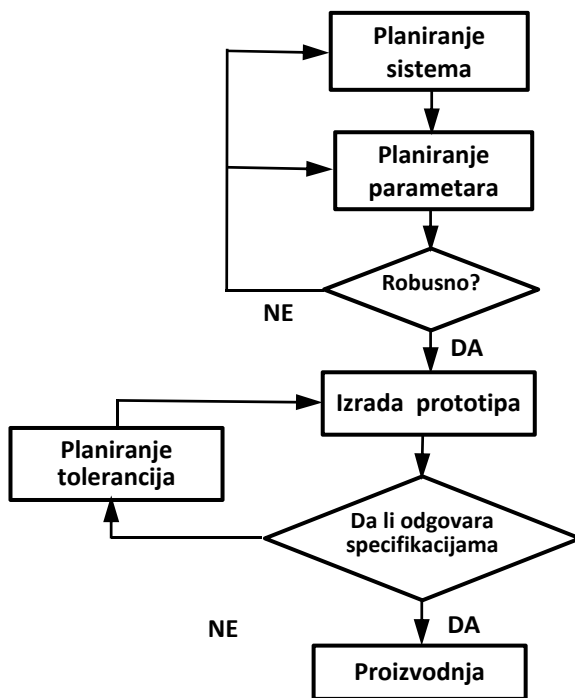 Planiranje
sistema
Planiranje
parametara
Robusno?
NE
DA
Izrada prototipa
Planiranje
tolerancija
Da li odgovara
specifikacijama
NE
DA
Proizvodnja